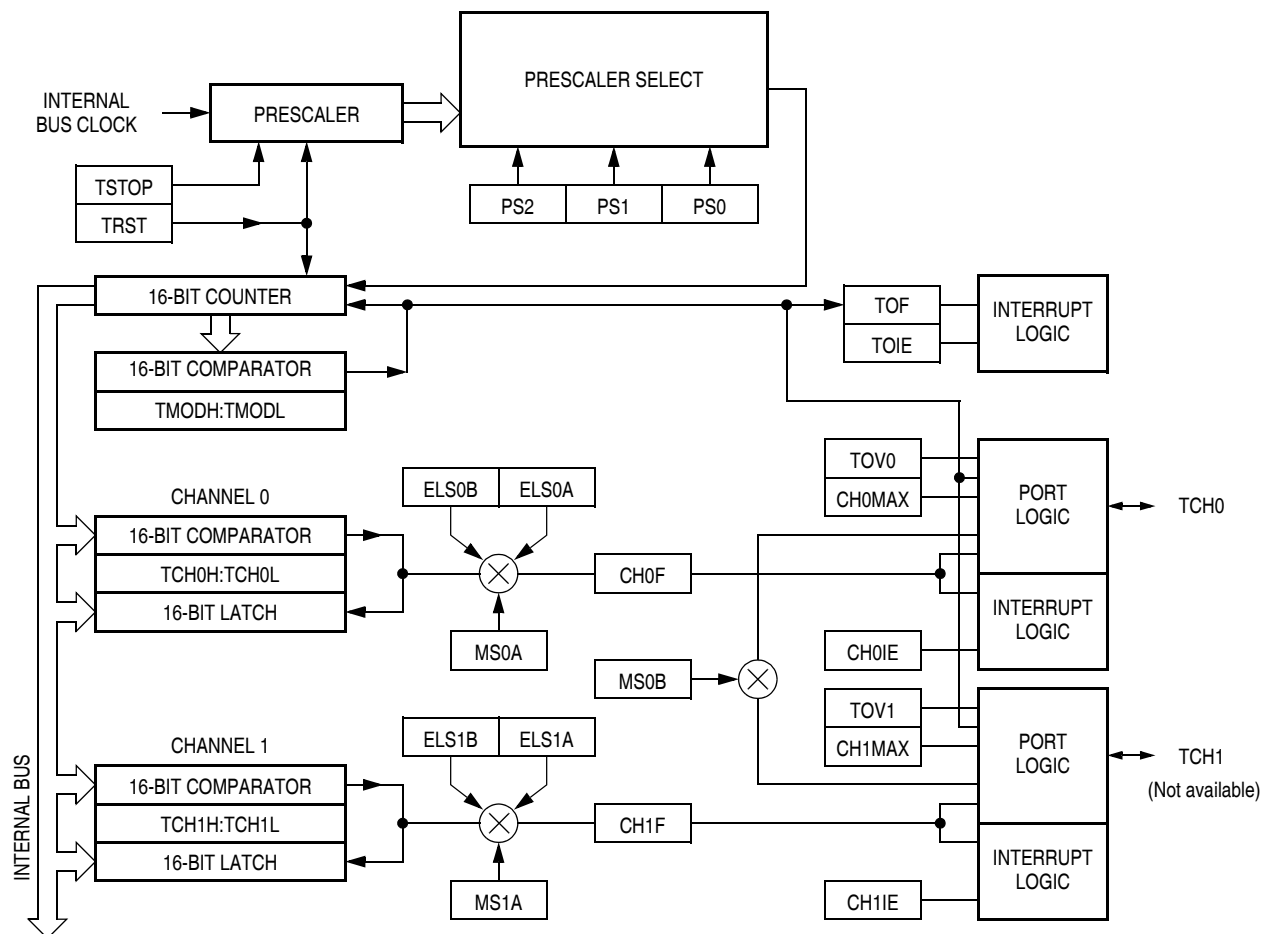 PRESCALER SELECT
INTERNAL
BUS CLOCK
PRESCALER
TSTOP
TRST
PS2 PS1 PS0
16-BIT COUNTER
TOF
TOIE
INTERRUPT
LOGIC
16-BIT COMPARATOR
TMODH:TMODL
CHANNEL 0
16-BIT COMPARATOR
TCH0H:TCH0L
16-BIT LATCH
ELS0B ELS0A
MS0A
CH0F
TOV0
CH0MAX
PORT
LOGIC
TCH0
INTERRUPT
LOGIC
CH0IE
MS0B
CHANNEL 1
16-BIT COMPARATOR
TCH1H:TCH1L
16-BIT LATCH
ELS1B ELS1A
MS1A
CH1F
TOV1
CH1MAX
PORT
LOGIC
TCH1
(Not available)
INTERRUPT
LOGIC
CH1IE
INTERNAL BUS